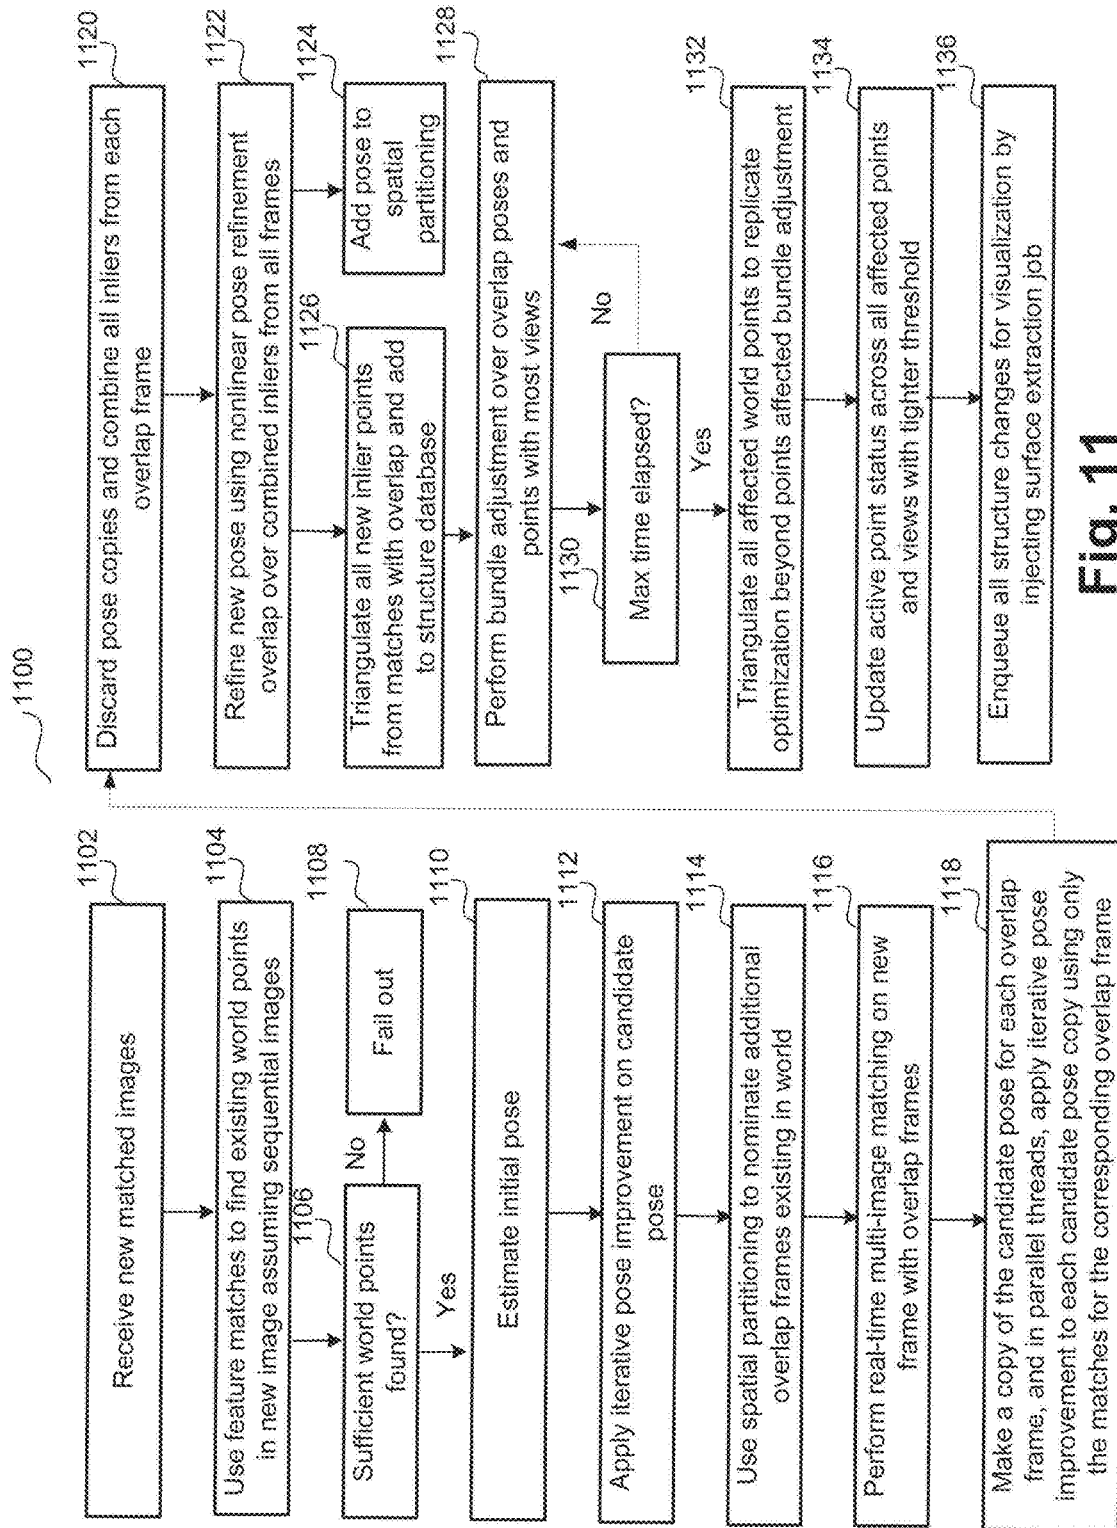 1100
1102
Receive new matched images
1104
Use feature matches to find existing world points
in new image assuming sequential images
1106
Sufficient world points
found?
No
1108
Fail out
Yes
1110
Estimate initial pose
1112
Apply iterative pose improvement on candidate
pose
1114
Use spatial partitioning to nominate additional
overlap frames existing in world
1116
Perform real-time multi-image matching on new
frame with overlap frames
1118
Make a copy of the candidate pose for each overlap
frame, and in parallel threads, apply iterative pose
improvement to each candidate pose copy using only
the matches for the corresponding overlap frame
1120
Discard pose copies and combine all inliers from each
overlap frame
1122
Refine new pose using nonlinear pose refinement
overlap over combined inliers from all frames
1124
Add pose to
spatial
partitioning
1126
Triangulate all new inlier points
from matches with overlap and add
to structure database
1128
Perform bundle adjustment over overlap poses and
points with most views
1130
Max time elapsed?
No
Yes
1132
Triangulate all affected world points to replicate
optimization beyond points affected bundle adjustment
1134
Update active point status across all affected points
and views with tighter threshold
1136
Enqueue all structure changes for visualization by
injecting surface extraction job
Fig. 11